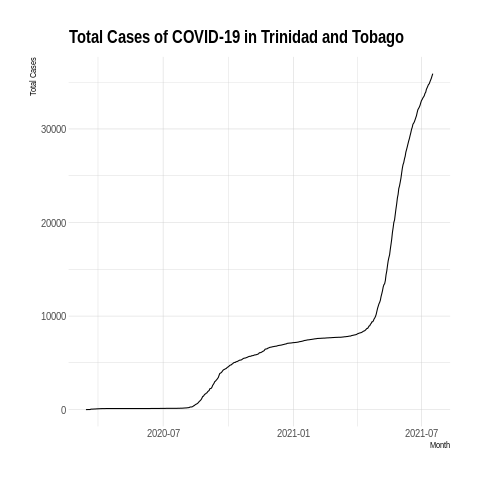 Total Cases of COVID-19 in Trinidad and Tobago
Total Cases
30000
20000
10000
0
2020-07 2021-01 2021-07
Month